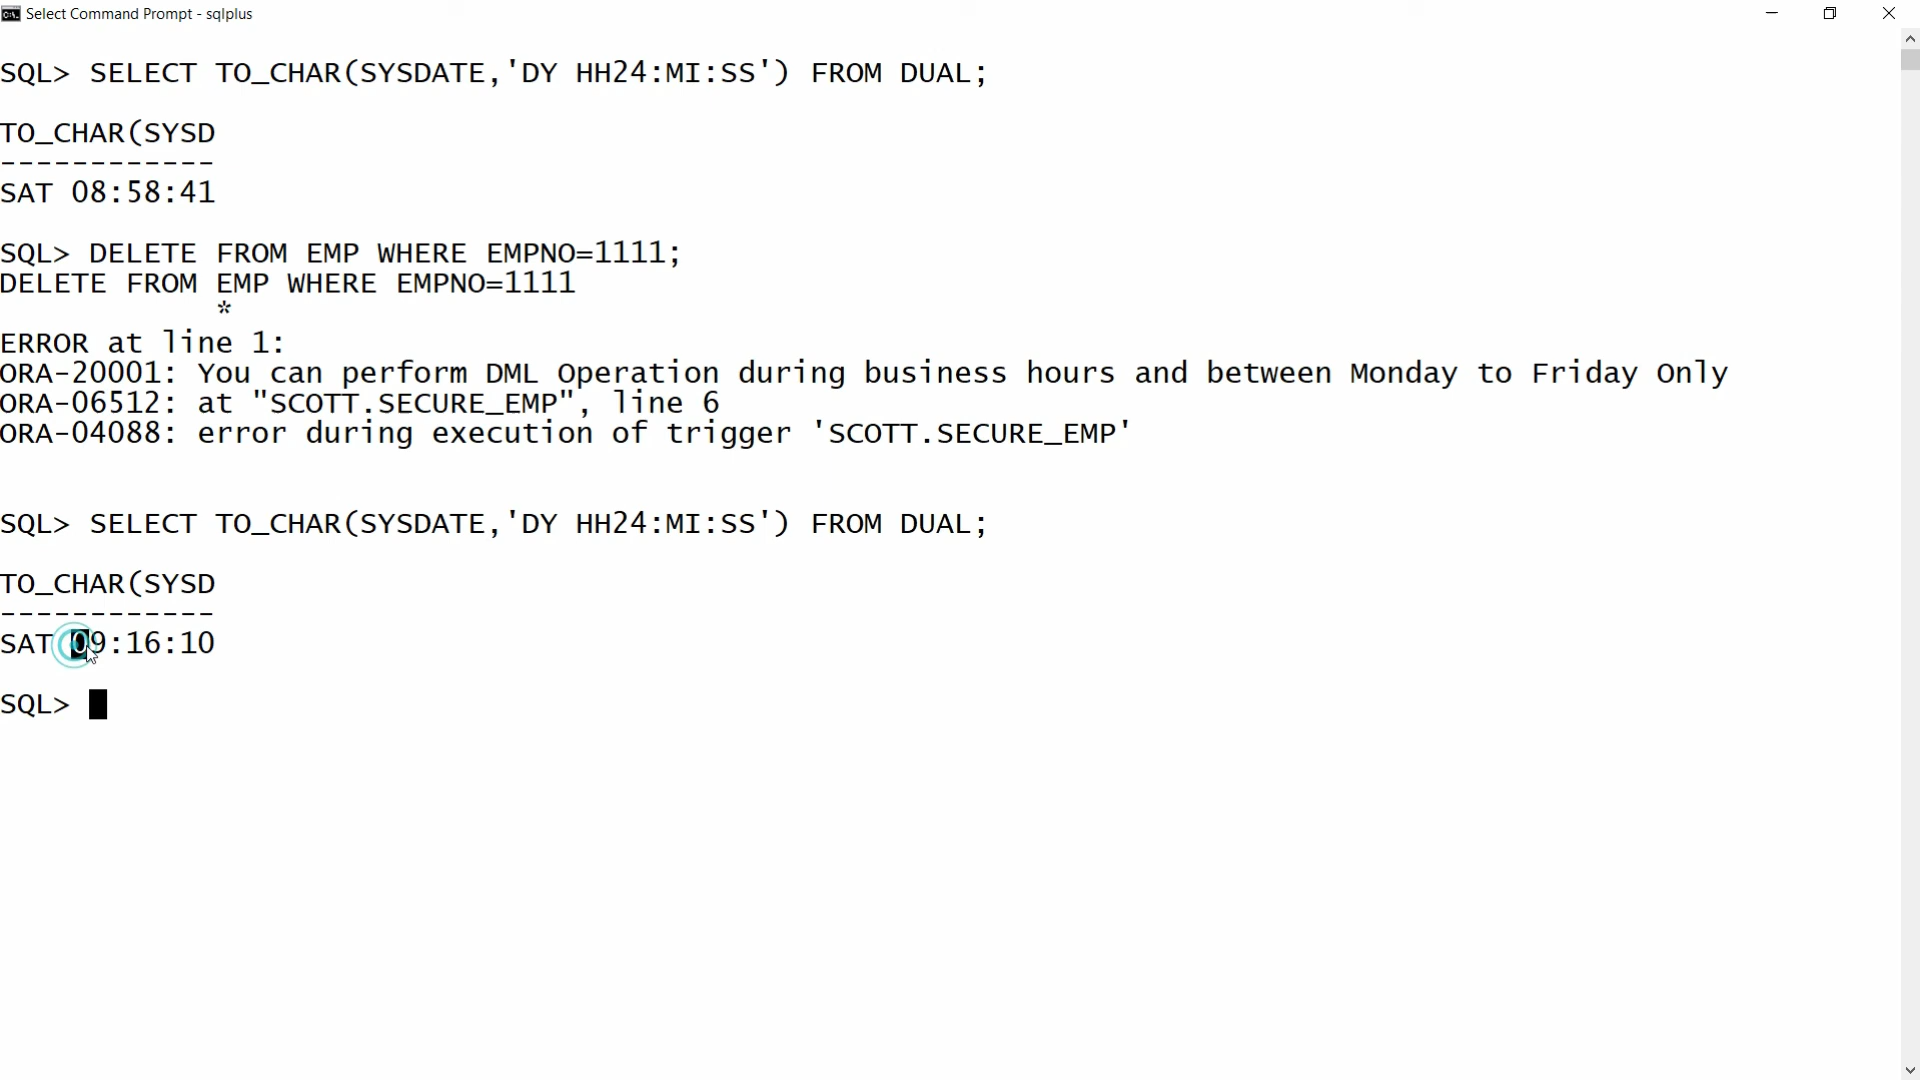 Select Command Prompt - sqlplus
SQL> SELECT TO_CHAR(SYSDATE,'DY HH24:MI:SS') FROM DUAL;
TO_CHAR(SYSD
------------
SAT 08:58:41
SQL> DELETE FROM EMP WHERE EMPNO=1111;
DELETE FROM EMP WHERE EMPNO=1111
*
ERROR at line 1:
ORA-20001: You can perform DML Operation during business hours and between Monday to Friday Only
ORA-06512: at "SCOTT.SECURE_EMP", line 6
ORA-04088: error during execution of trigger 'SCOTT.SECURE_EMP'
SQL> SELECT TO_CHAR(SYSDATE,'DY HH24:MI:SS') FROM DUAL;
TO_CHAR(SYSD
------------
SAT 09:16:10
SQL>